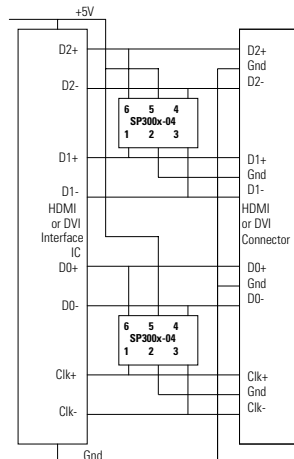 +5V
D2+
D2-
D1+
D1-
HDMI
or DVI
Interface
IC
D0+
D0-
Clk+
Clk-
Gnd
6 5 4
SP300x-04
1 2 3
6 5 4
SP300x-04
1 2 3
D2+
Gnd
D2-
D1+
Gnd
D1-
HDMI
or DVI
Connector
D0+
Gnd
D0-
Clk+
Gnd
Clk-